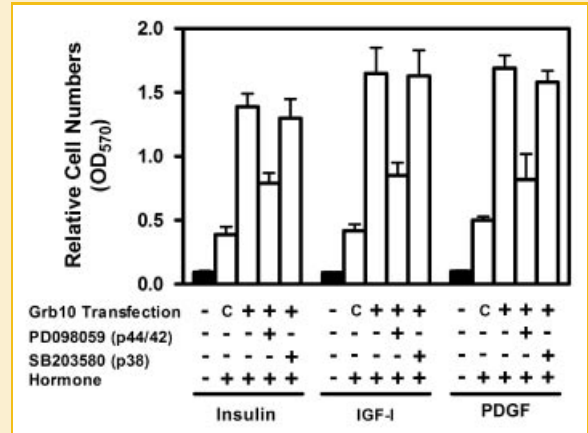 2.0
1.5
1.0
0.5
0.0
Relative Cell Numbers
(OD570)
Grb10 Transfection - C + + + - C + + + - C + + +
PD098059 (p44/42) - - - + - - - - + - - - - + -
SB203580 (p38) - - - - + - - - - + - - - - +
Hormone - + + + + - + + + + - + + + +
Insulin IGF-I PDGF